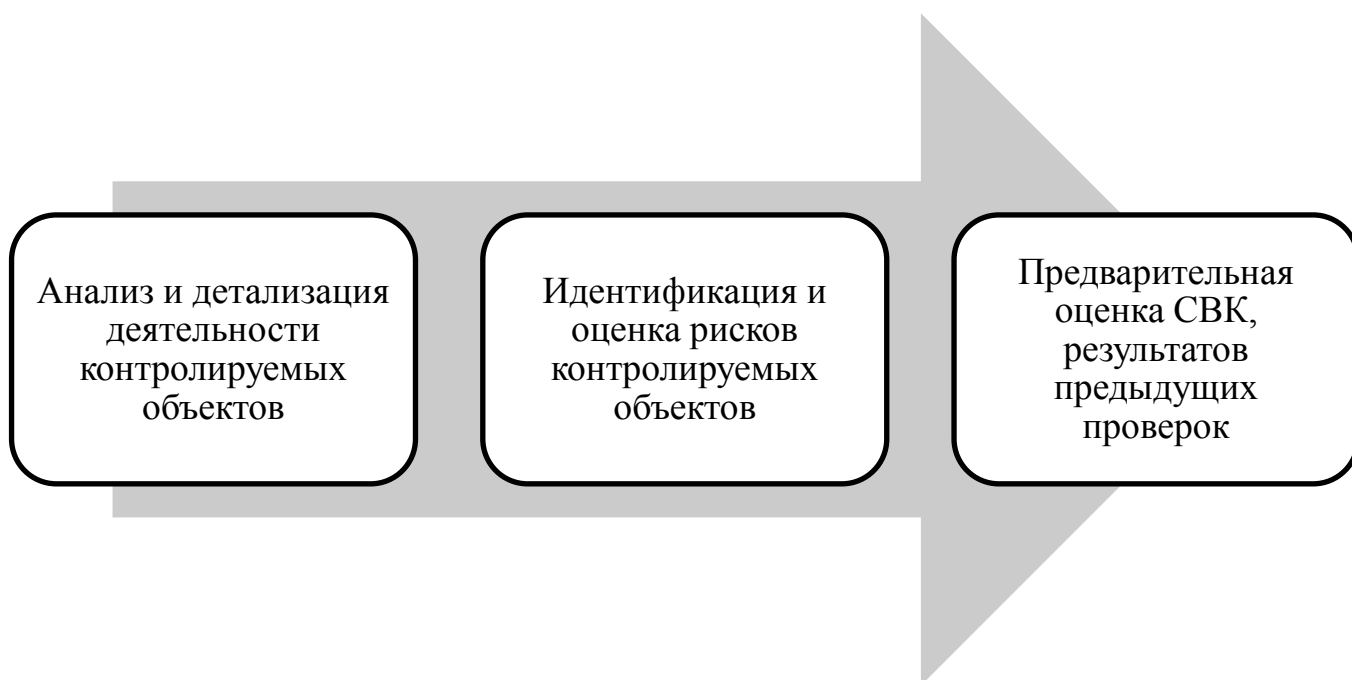 Анализ и детализация
деятельности
контролируемых
объектов
Идентификация и
оценка рисков
контролируемых
объектов
Предварительная
оценка СВК,
результатов
предыдущих
проверок